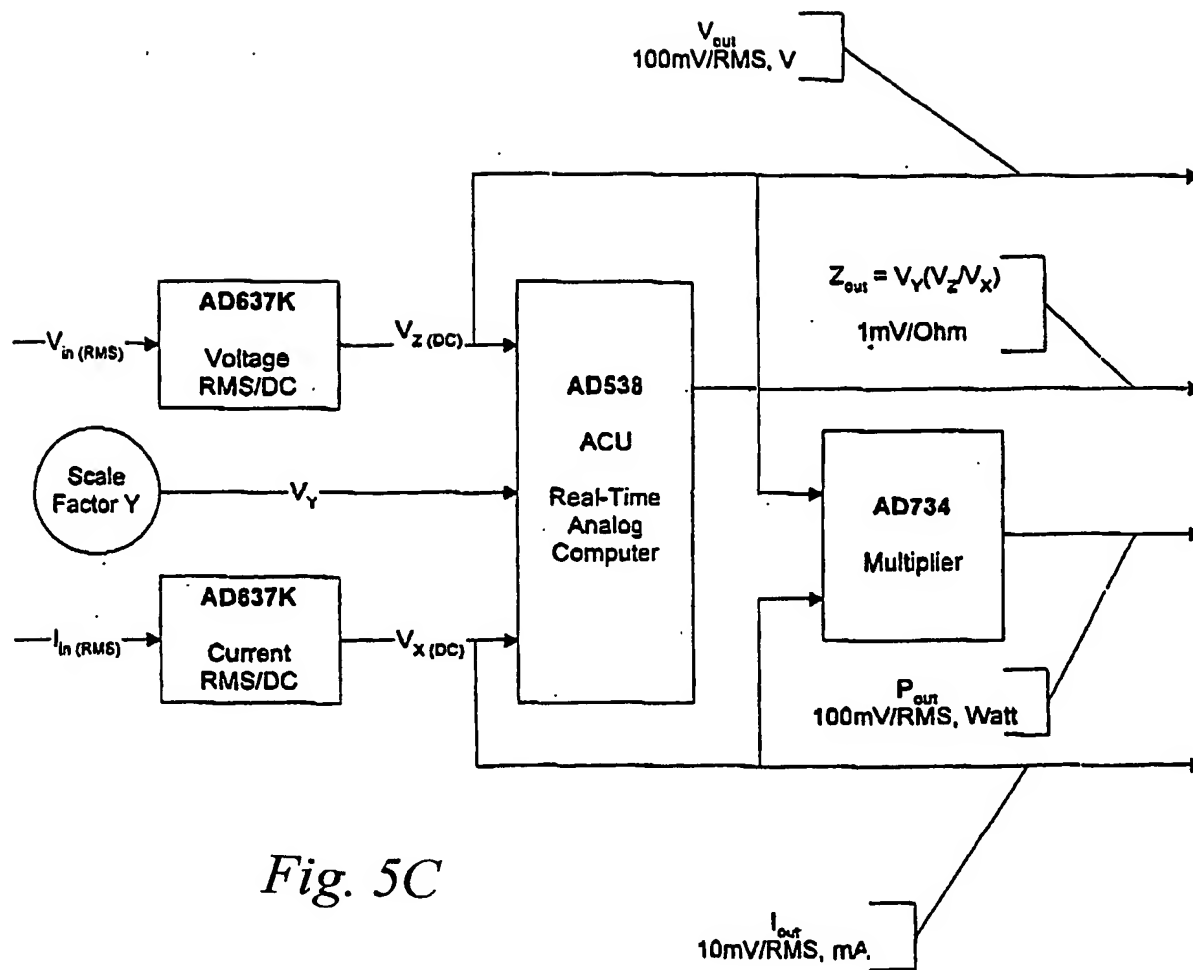 V_out
100mV/RMS, V
Z_out = V_Y(V_Z/V_X)
1mV/Ohm
V_in (RMS)
AD637K
Voltage
RMS/DC
V_Z (DC)
AD538
ACU
Real-Time
Analog
Computer
Scale
Factor Y
V_Y
AD734
Multiplier
I_in (RMS)
AD637K
Current
RMS/DC
V_X (DC)
P_out
100mV/RMS, Watt
Fig. 5C
I_out
10mV/RMS, mA